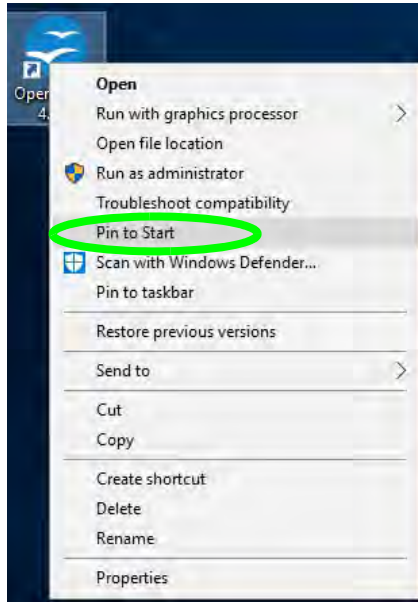 Open
4.
Open
Run with graphics processor
Open file location
Run as administrator
Troubleshoot compatibility
Pin to Start
Scan with Windows Defender...
Pin to taskbar
Restore previous versions
Send to
Cut
Copy
Create shortcut
Delete
Rename
Properties